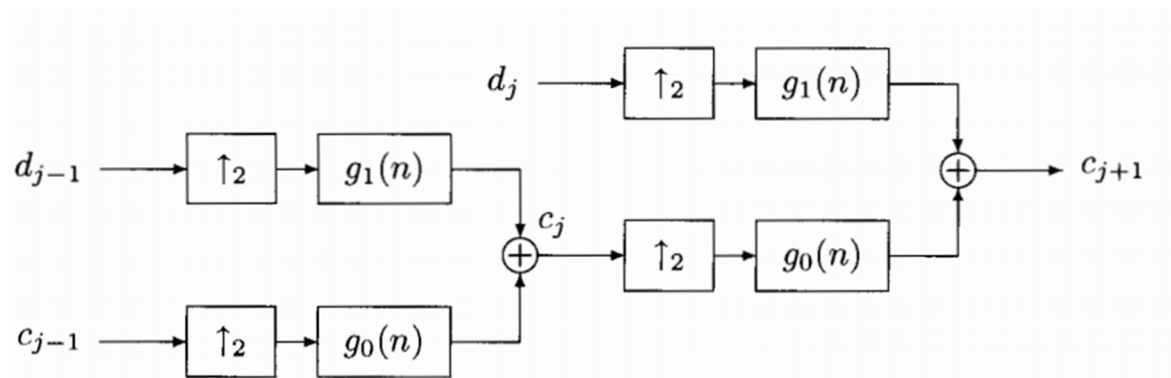 d_j ↑2 g_1(n)
d_{j-1} ↑2 g_1(n) + c_{j+1}
c_j
+ ↑2 g_0(n)
c_{j-1} ↑2 g_0(n)